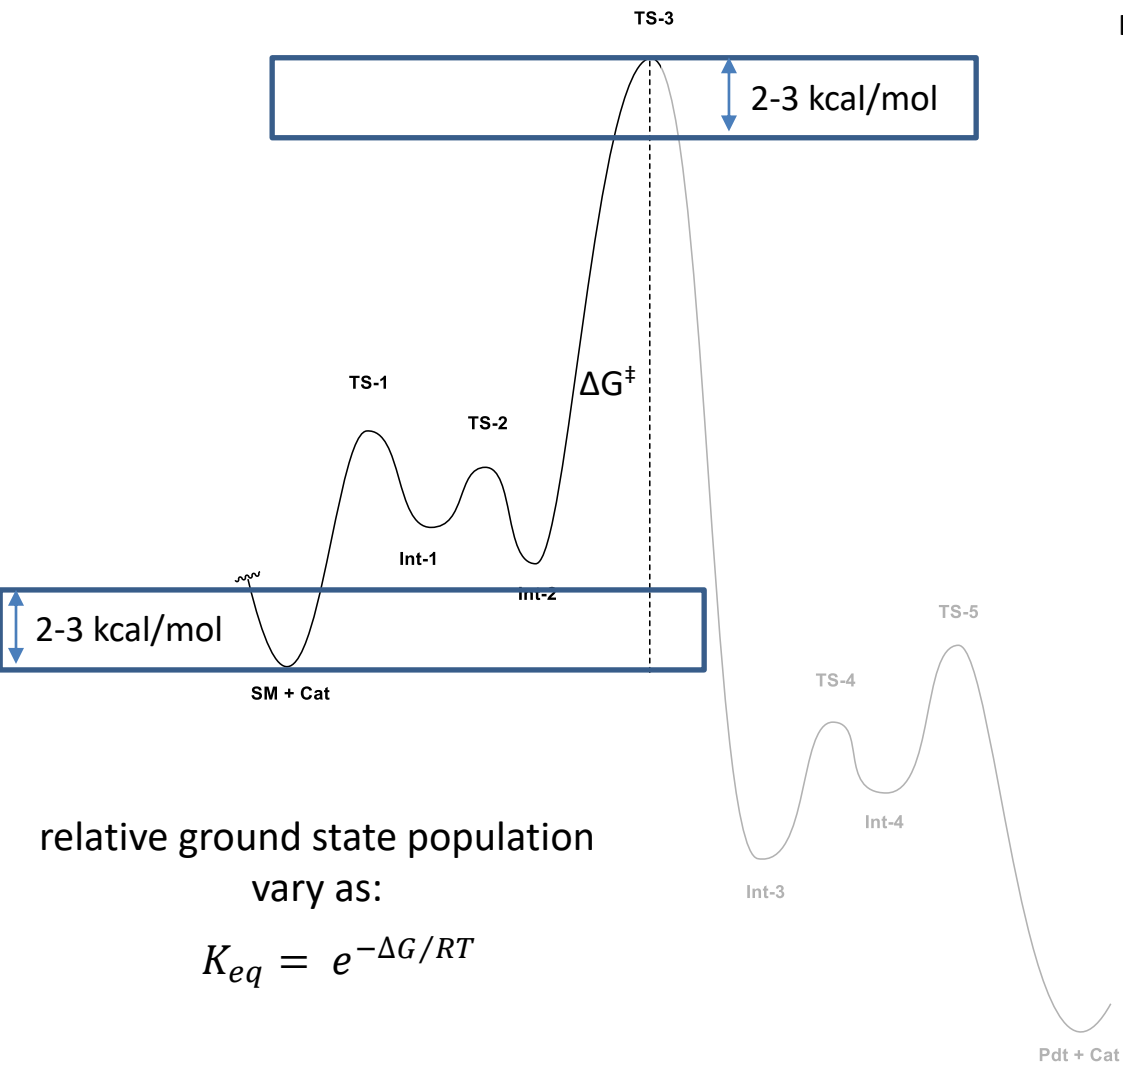 TS-3
2-3 kcal/mol
ΔG‡
TS-1
TS-2
Int-1
Int-2
2-3 kcal/mol
SM + Cat
TS-5
TS-4
Int-4
Int-3
relative ground state population
vary as:
K_eq = e^{-ΔG/RT}
Pdt + Cat